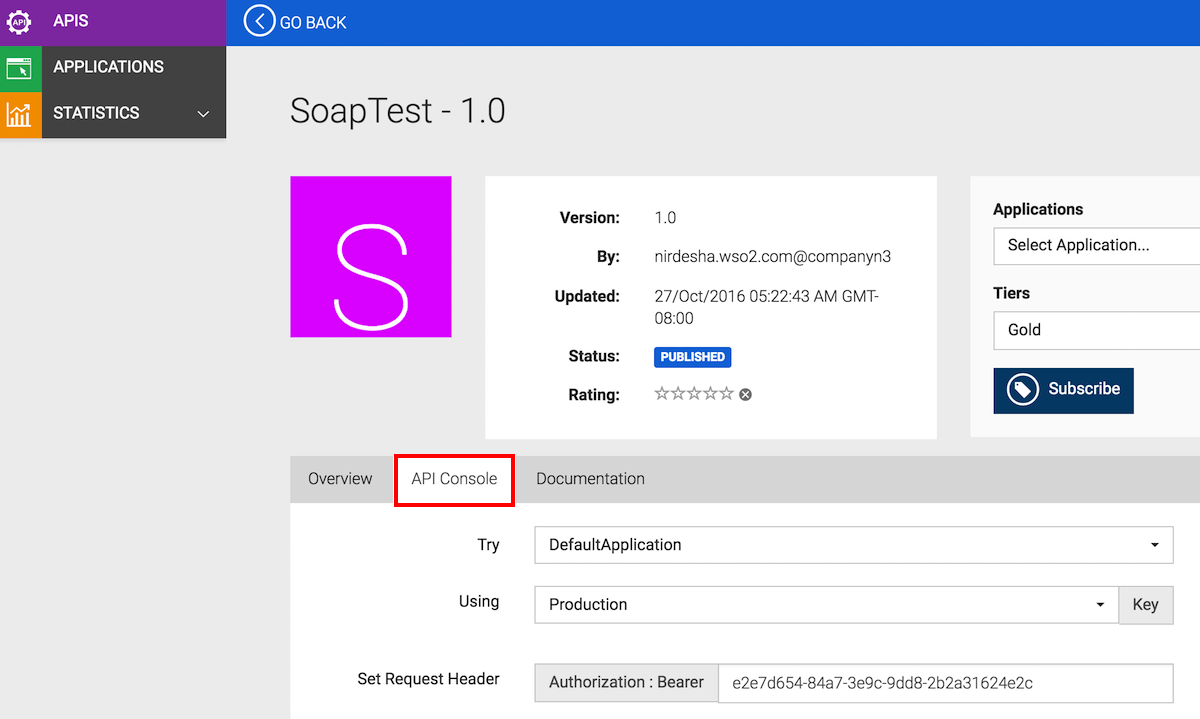 API
APIS
GO BACK
APPLICATIONS
STATISTICS
SoapTest - 1.0
S
Version: 1.0
By: nirdesha.wso2.com@companyn3
Updated: 27/Oct/2016 05:22:43 AM GMT-
08:00
Status: PUBLISHED
Rating:
Applications
Select Application...
Tiers
Gold
Subscribe
Overview API Console Documentation
Try DefaultApplication
Using Production Key
Set Request Header Authorization : Bearer e2e7d654-84a7-3e9c-9dd8-2b2a31624e2c